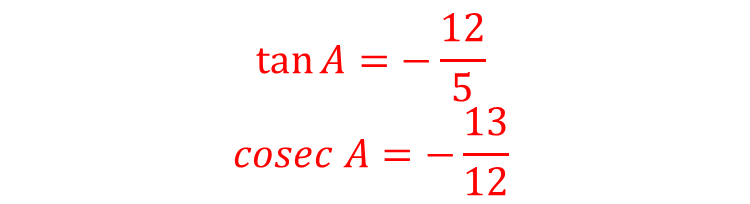 tan A = − 12/5
cosec A = − 13/12